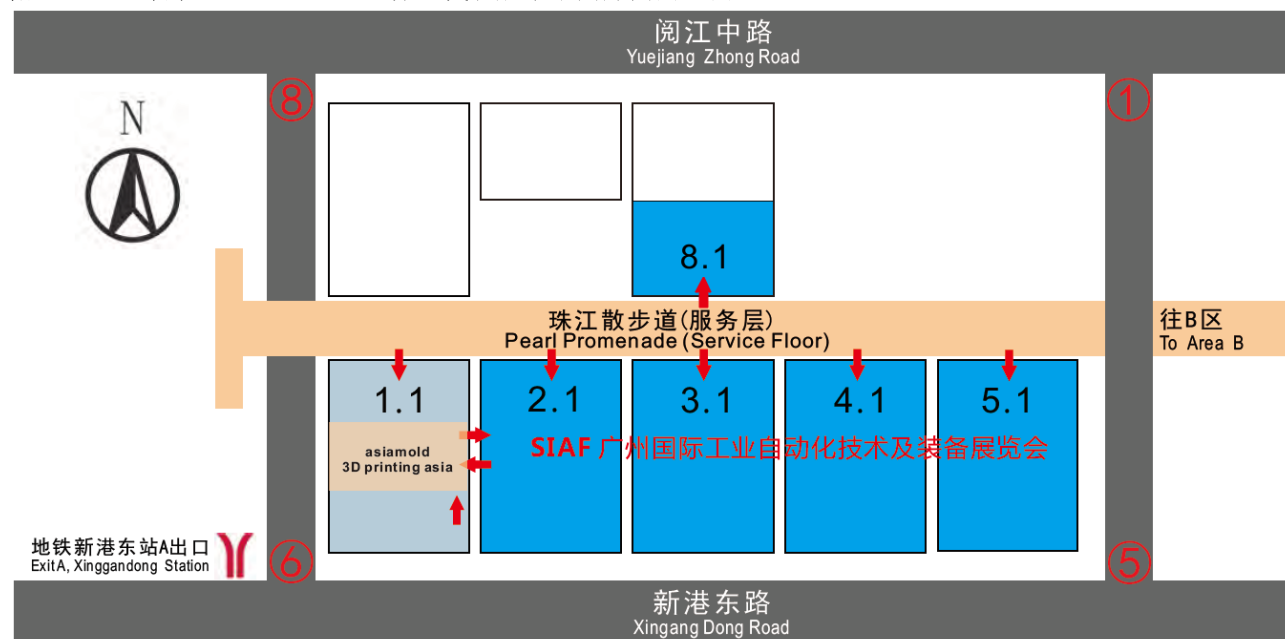 阅江中路
Yuejiang Zhong Road
⑧
①
N
8.1
珠江散步道(服务层)
Pearl Promenade (Service Floor)
往B区
To Area B
1.1
2.1
3.1
4.1
5.1
asiamold
3D printing asia
SIAF 广州国际工业自动化技术及装备展览会
地铁新港东站A出口
ExitA, Xinggandong Station
⑥
⑤
新港东路
Xingang Dong Road